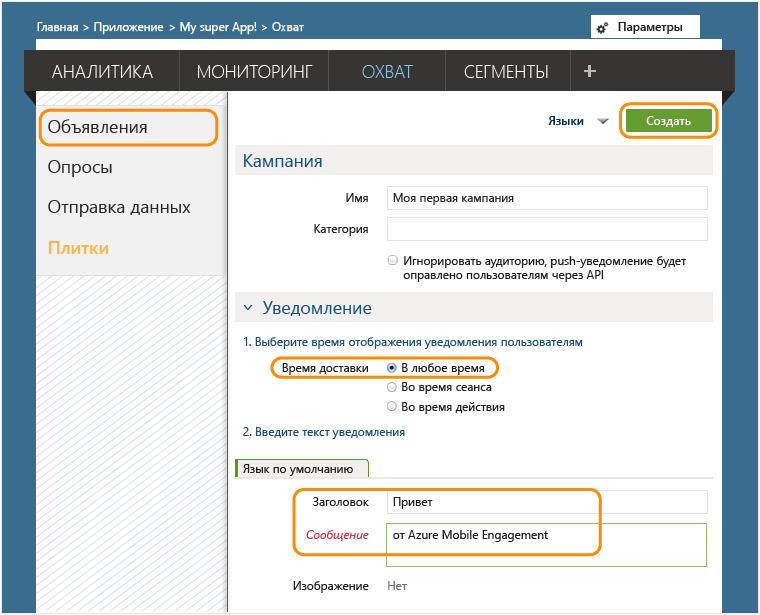 Главная > Приложение > My super App! > Охват
Параметры
АНАЛИТИКА МОНИТОРИНГ ОХВАТ СЕГМЕНТЫ +
Объявления
Опросы
Отправка данных
Плитки
Языки Создать
Кампания
Имя Моя первая кампания
Категория
Игнорировать аудиторию, push-уведомление будет
оправлено пользователям через API
Уведомление
1. Выберите время отображения уведомления пользователям
Время доставки В любое время
Во время сеанса
Во время действия
2. Введите текст уведомления
Язык по умолчанию
Заголовок Привет
Сообщение от Azure Mobile Engagement
Изображение Нет